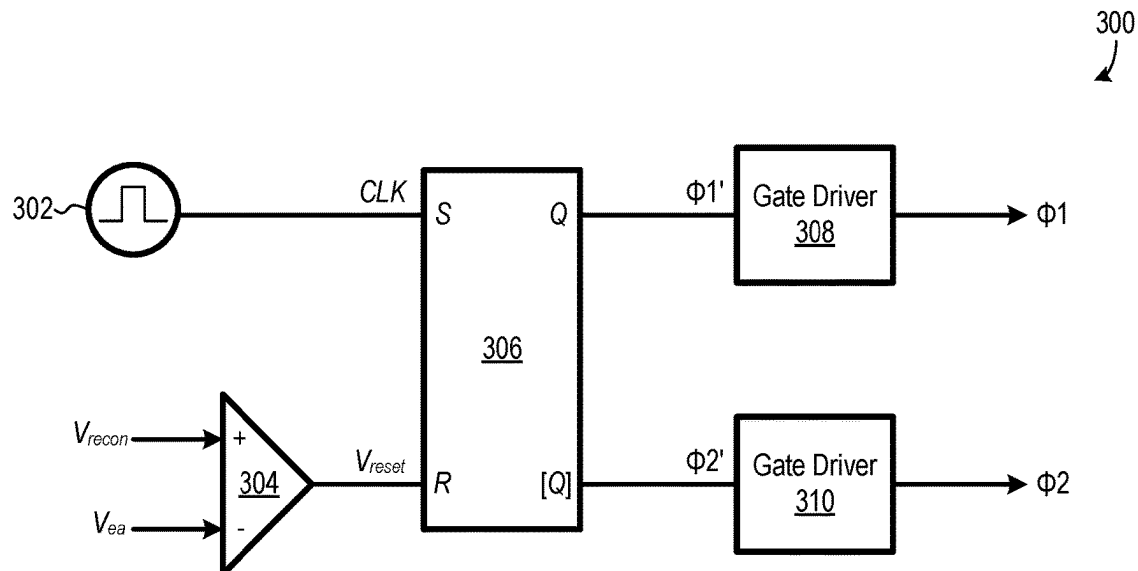 300
302
CLK
S
Q
Φ1'
Gate Driver
308
Φ1
306
V_recon
+
304
V_ea
-
V_reset
R
[Q]
Φ2'
Gate Driver
310
Φ2